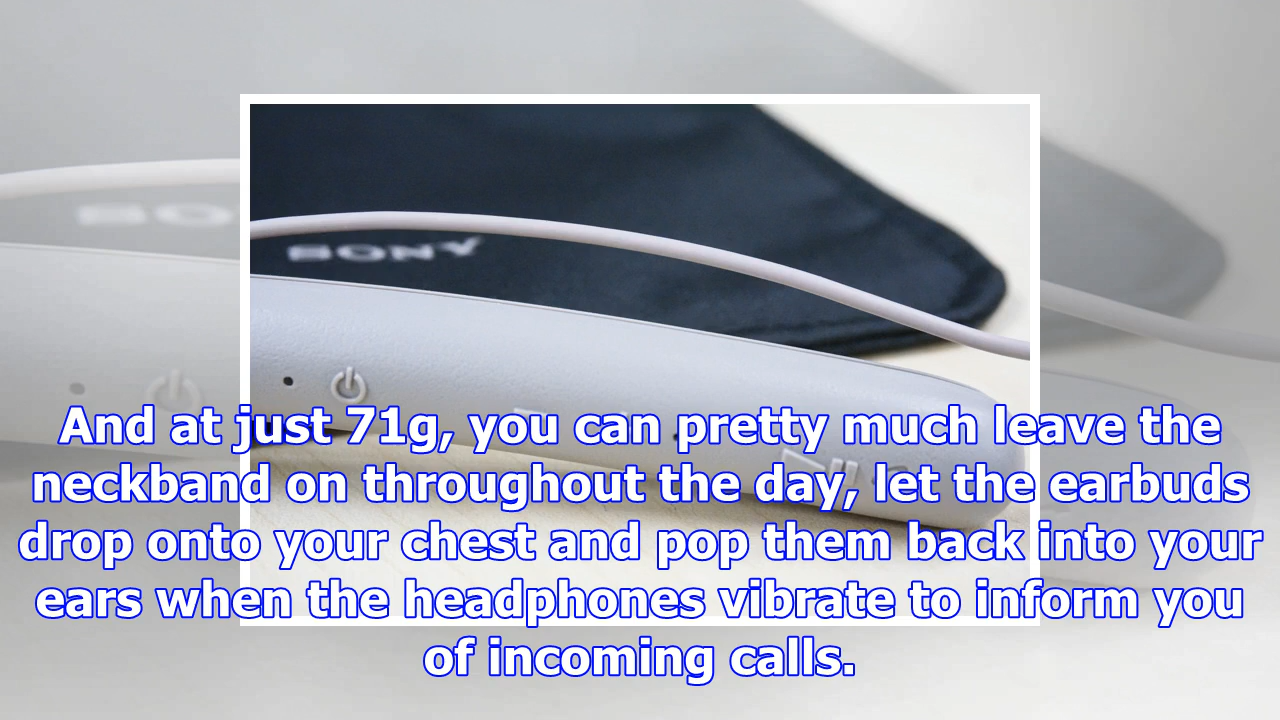 SONY
And at just 71g, you can pretty much leave the
neckband on throughout the day, let the earbuds
drop onto your chest and pop them back into your
ears when the headphones vibrate to inform you
of incoming calls.